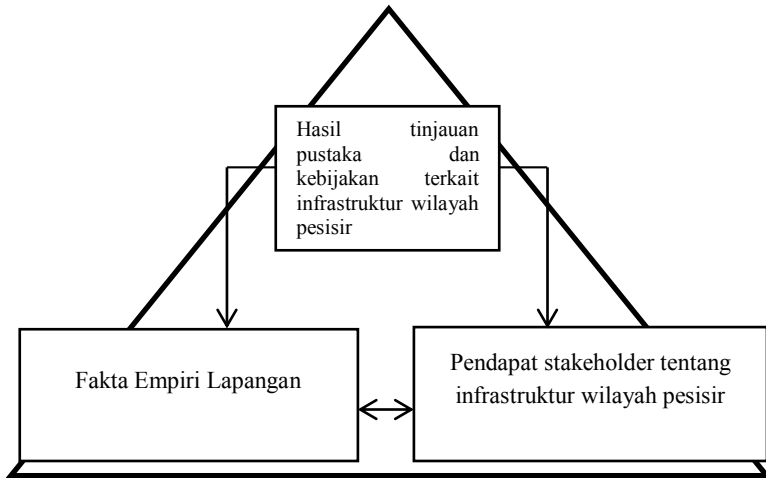 Hasil tinjauan
pustaka dan
kebijakan terkait
infrastruktur wilayah
pesisir
Fakta Empiri Lapangan
Pendapat stakeholder tentang
infrastruktur wilayah pesisir